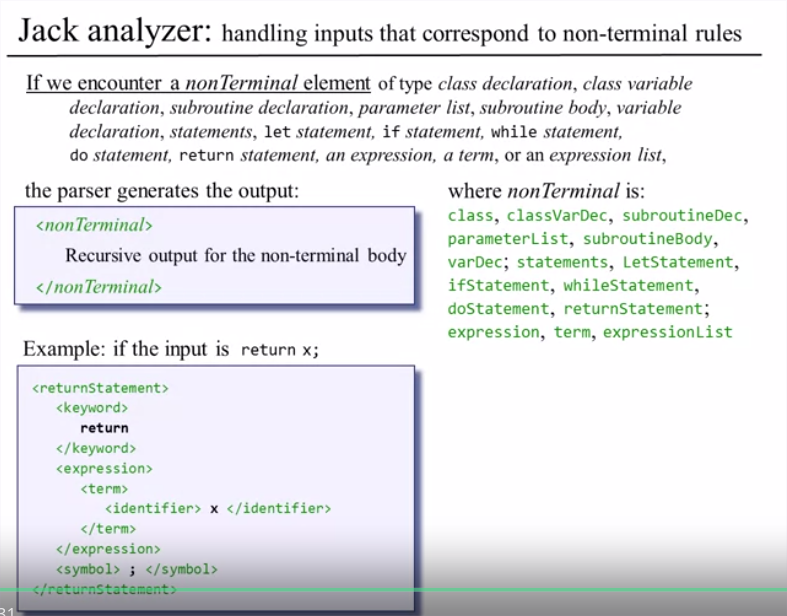 Jack analyzer: handling inputs that correspond to non-terminal rules
If we encounter a nonTerminal element of type class declaration, class variable
declaration, subroutine declaration, parameter list, subroutine body, variable
declaration, statements, let statement, if statement, while statement,
do statement, return statement, an expression, a term, or an expression list,
the parser generates the output:
<nonTerminal>
Recursive output for the non-terminal body
</nonTerminal>
where nonTerminal is:
class, classVarDec, subroutineDec,
parameterList, subroutineBody,
varDec; statements, LetStatement,
ifStatement, whileStatement,
doStatement, returnStatement;
expression, term, expressionList
Example: if the input is return x;
<returnStatement>
<keyword>
return
</keyword>
<expression>
<term>
<identifier> x </identifier>
</term>
</expression>
<symbol> ; </symbol>
</returnStatement>